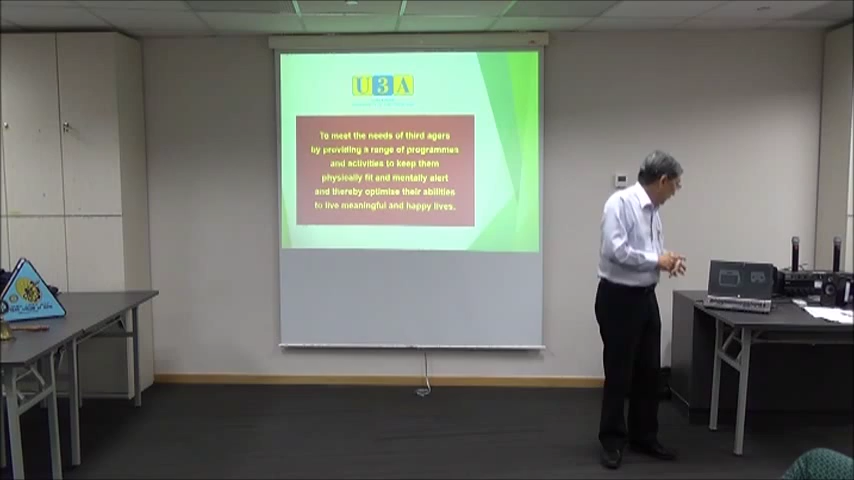 U3A
To meet the needs of third agers
by providing a range of programmes
and activities to keep them
physically fit and mentally alert
and thereby optimise their abilities
to live meaningful and happy lives.